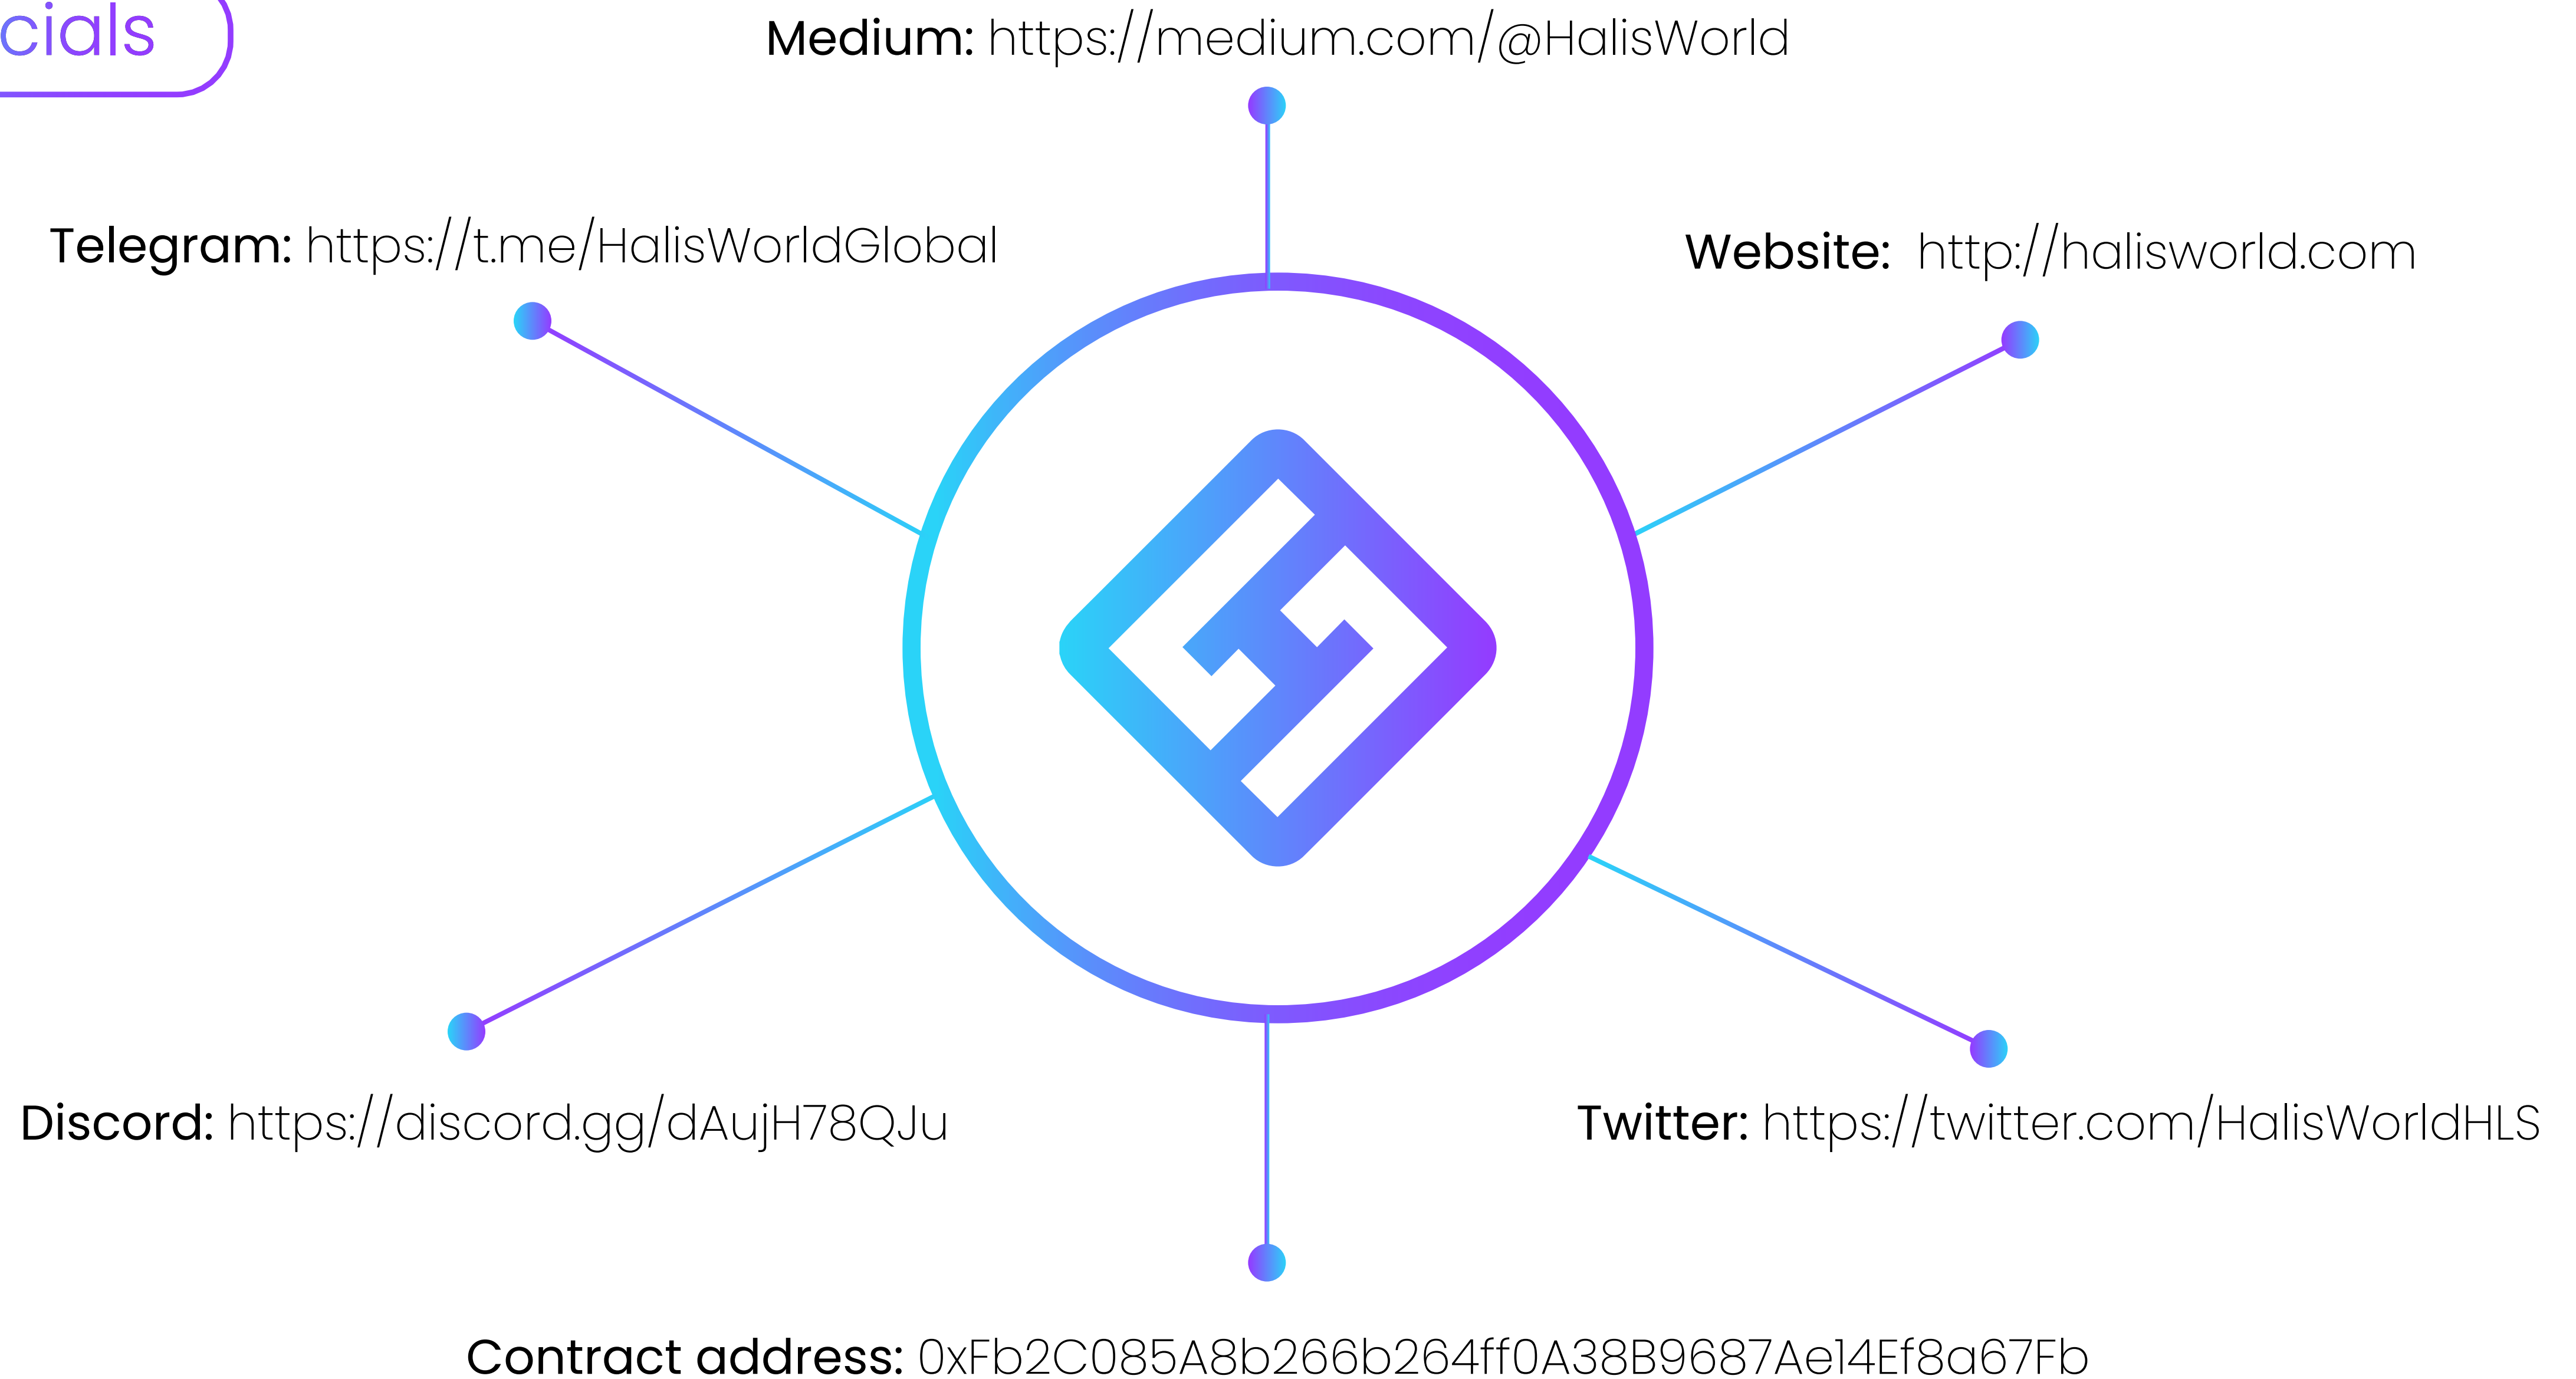 cials
Medium: https://medium.com/@HalisWorld
Telegram: https://t.me/HalisWorldGlobal
Website: http://halisworld.com
Discord: https://discord.gg/dAujH78QJu
Twitter: https://twitter.com/HalisWorldHLS
Contract address: 0xFb2C085A8b266b264ff0A38B9687Ae14Ef8a67Fb